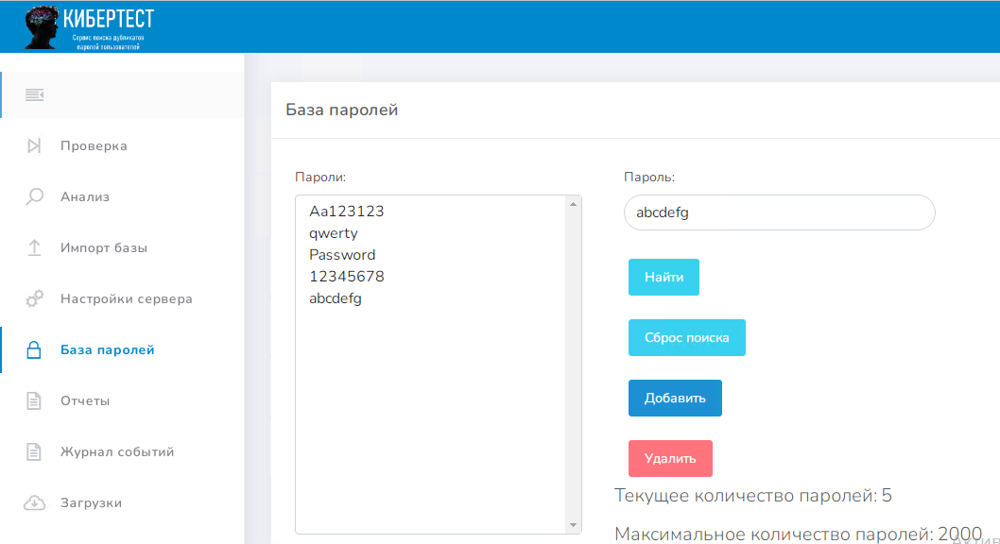 КИБЕРТЕСТ
Сервис поиска дубликатов
паролей пользователей
База паролей
Проверка
Анализ
Импорт базы
Настройки сервера
База паролей
Отчеты
Журнал событий
Загрузки
Пароли:
Aa123123
qwerty
Password
12345678
abcdefg
Пароль:
abcdefg
Найти
Сброс поиска
Добавить
Удалить
Текущее количество паролей: 5
Максимальное количество паролей: 2000